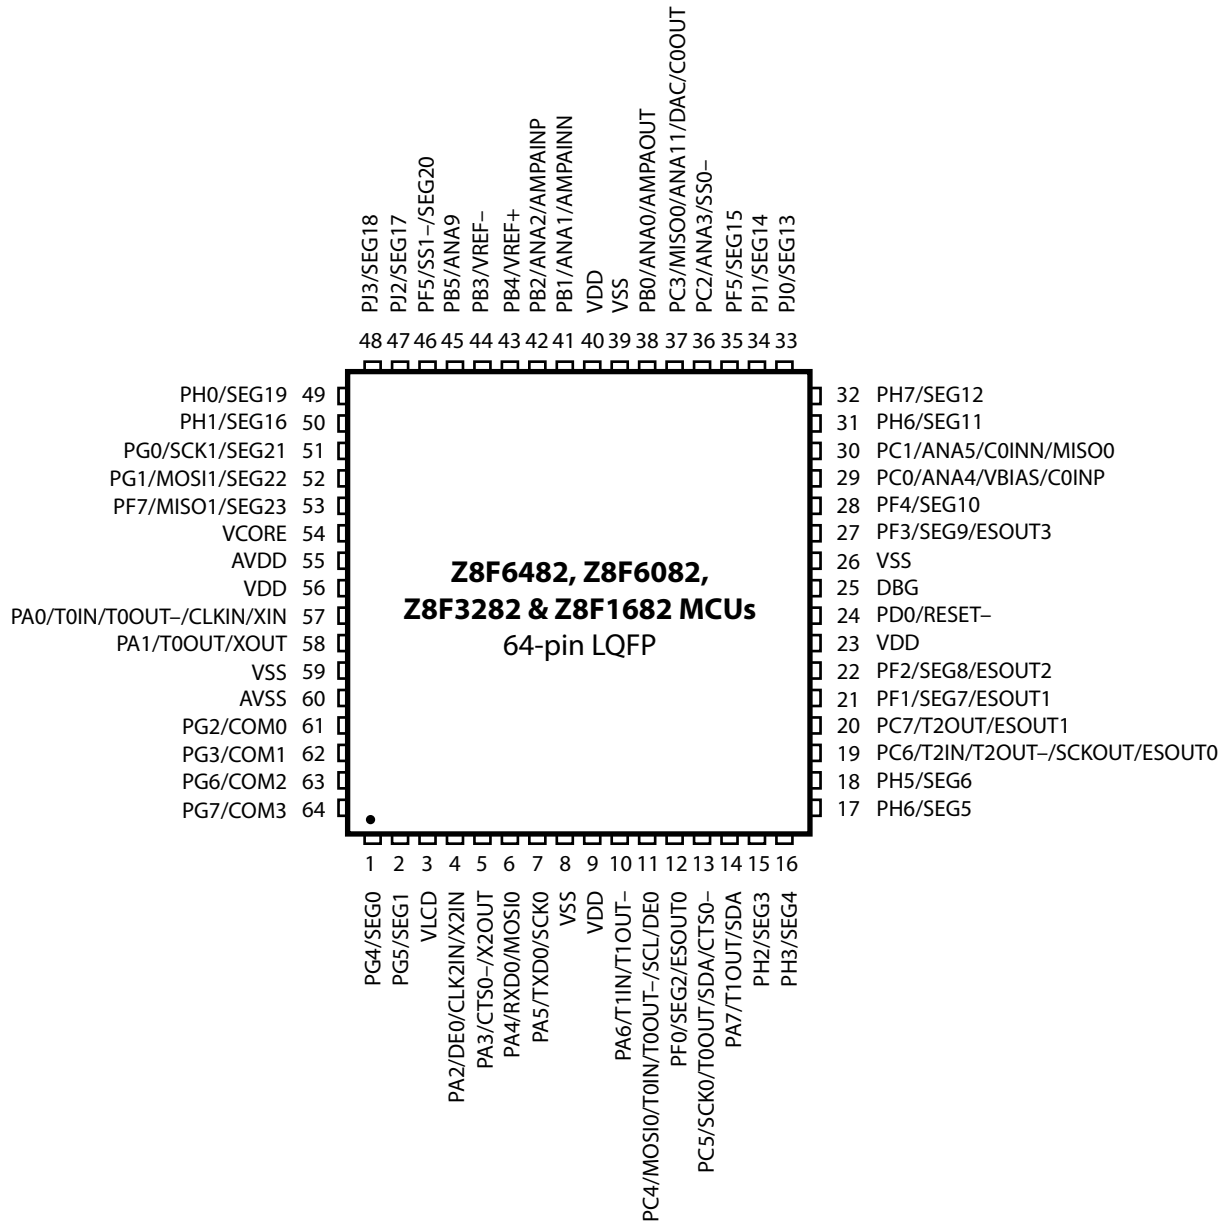 PJ3/SEG18
PJ2/SEG17
PF5/SS1–/SEG20
PB5/ANA9
PB3/VREF–
PB4/VREF+
PB2/ANA2/AMPAINP
PB1/ANA1/AMPAINN
VDD
VSS
PB0/ANA0/AMPAOUT
PC3/MISO0/ANA11/DAC/C0OUT
PC2/ANA3/SS0–
PF5/SEG15
PJ1/SEG14
PJ0/SEG13
48 47 46 45 44 43 42 41 40 39 38 37 36 35 34 33
PH0/SEG19 49
PH1/SEG16 50
PG0/SCK1/SEG21 51
PG1/MOSI1/SEG22 52
PF7/MISO1/SEG23 53
VCORE 54
AVDD 55
VDD 56
PA0/T0IN/T0OUT–/CLKIN/XIN 57
PA1/T0OUT/XOUT 58
VSS 59
AVSS 60
PG2/COM0 61
PG3/COM1 62
PG6/COM2 63
PG7/COM3 64
Z8F6482, Z8F6082,
Z8F3282 & Z8F1682 MCUs
64-pin LQFP
32 PH7/SEG12
31 PH6/SEG11
30 PC1/ANA5/C0INN/MISO0
29 PC0/ANA4/VBIAS/C0INP
28 PF4/SEG10
27 PF3/SEG9/ESOUT3
26 VSS
25 DBG
24 PD0/RESET–
23 VDD
22 PF2/SEG8/ESOUT2
21 PF1/SEG7/ESOUT1
20 PC7/T2OUT/ESOUT1
19 PC6/T2IN/T2OUT–/SCKOUT/ESOUT0
18 PH5/SEG6
17 PH6/SEG5
1 2 3 4 5 6 7 8 9 10 11 12 13 14 15 16
PG4/SEG0
PG5/SEG1
VLCD
PA2/DE0/CLK2IN/X2IN
PA3/CTS0–/X2OUT
PA4/RXD0/MOSI0
PA5/TXD0/SCK0
VSS
VDD
PA6/T1IN/T1OUT–
PC4/MOSI0/T0IN/T0OUT–/SCL/DE0
PF0/SEG2/ESOUT0
PC5/SCK0/T0OUT/SDA/CTS0–
PA7/T1OUT/SDA
PH2/SEG3
PH3/SEG4